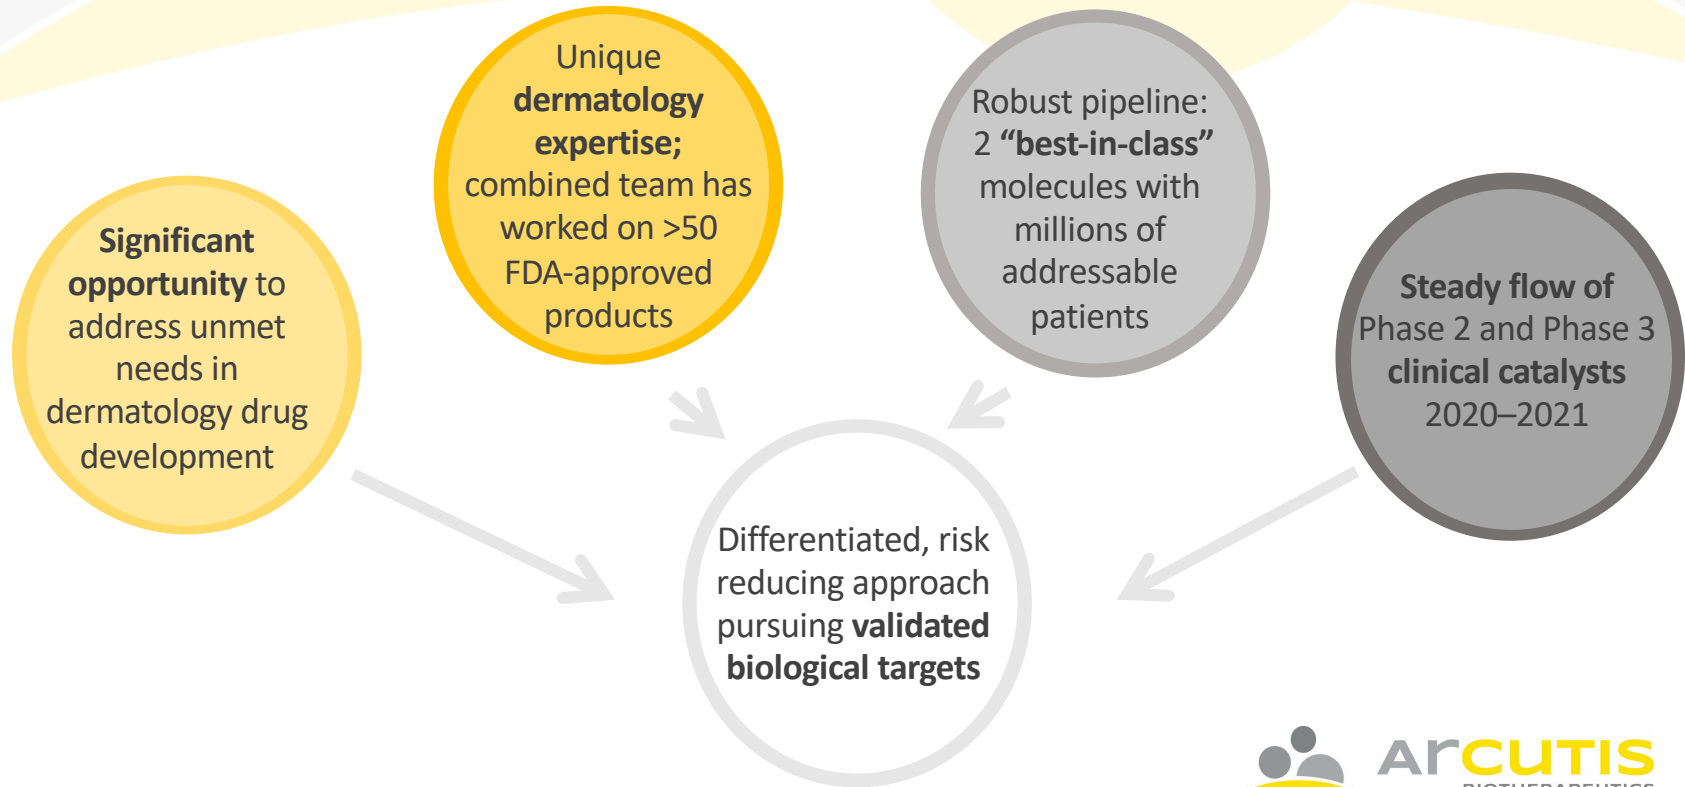 Unique
dermatology
expertise;
combined team has
worked on >50
FDA-approved
products
Robust pipeline:
2 “best-in-class”
molecules with
millions of
addressable
patients
Significant
opportunity to
address unmet
needs in
dermatology drug
development
Steady flow of
Phase 2 and Phase 3
clinical catalysts
2020–2021
Differentiated, risk
reducing approach
pursuing validated
biological targets
Arcutis
BIOTHERAPEUTICS